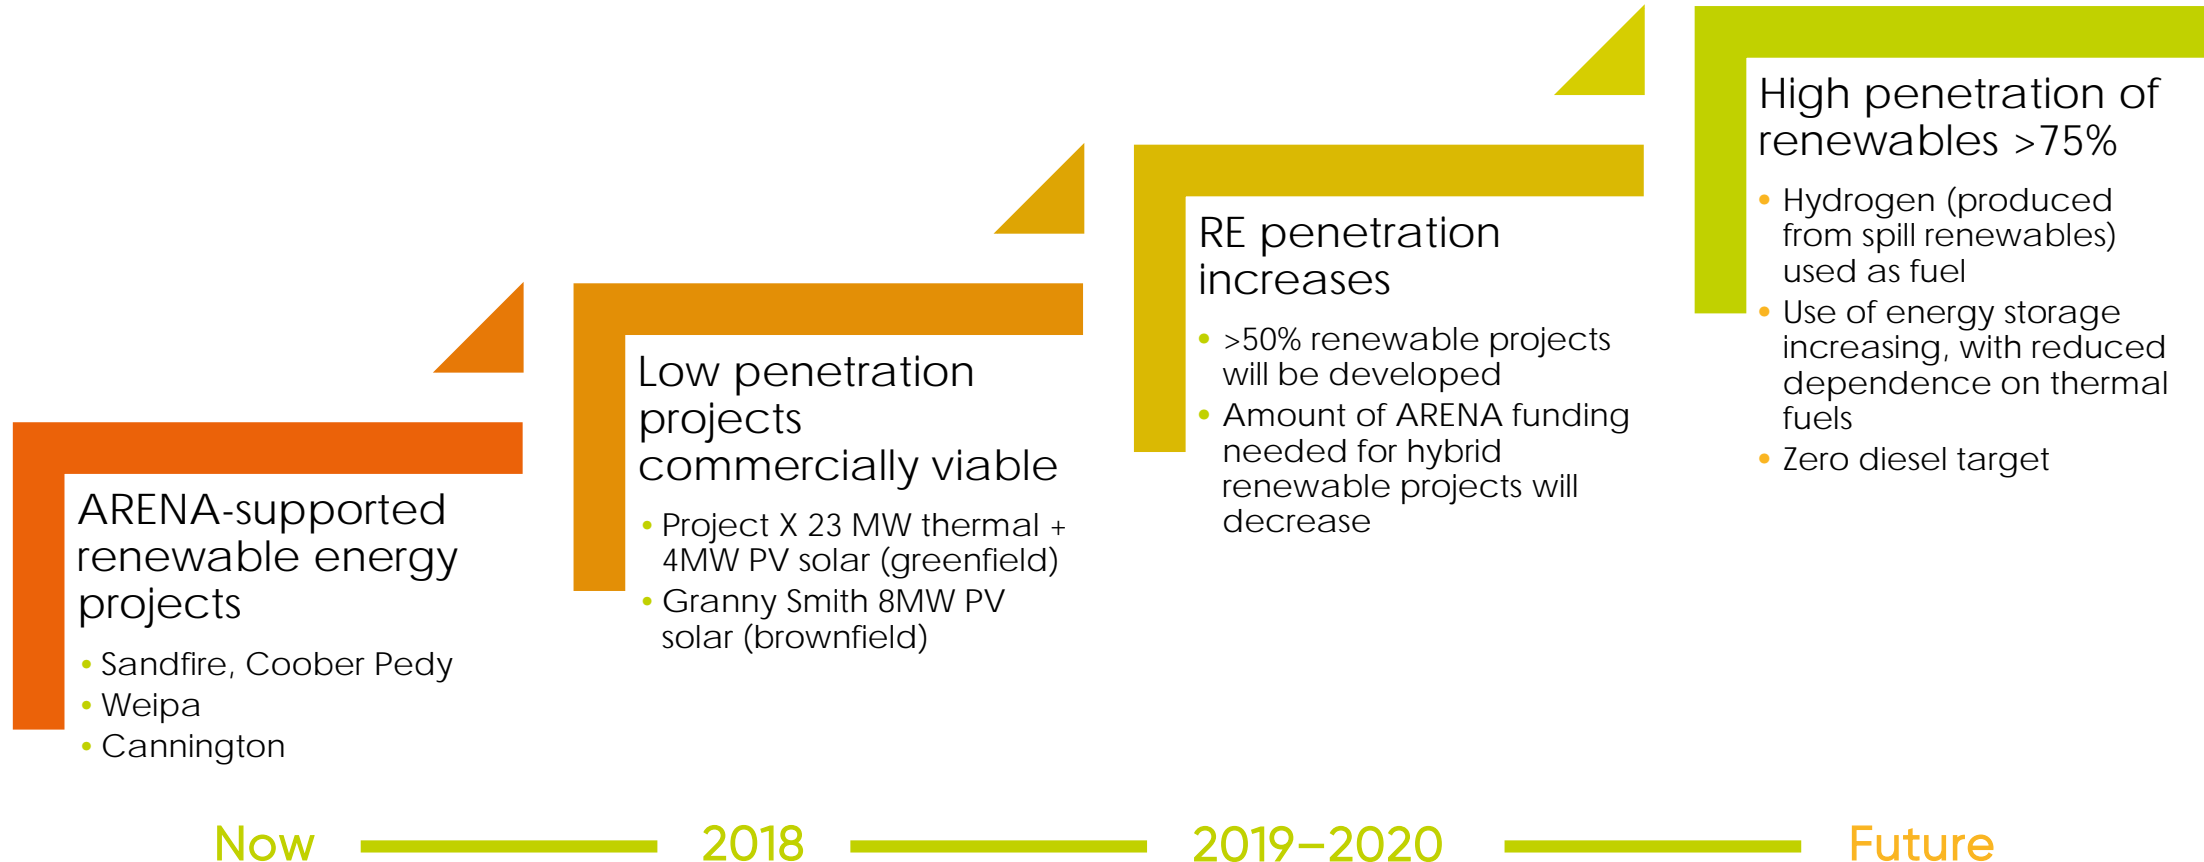 ARENA-supported
renewable energy
projects
• Sandfire, Coober Pedy
• Weipa
• Cannington
Low penetration
projects
commercially viable
• Project X 23 MW thermal +
4MW PV solar (greenfield)
• Granny Smith 8MW PV
solar (brownfield)
RE penetration
increases
• >50% renewable projects
will be developed
• Amount of ARENA funding
needed for hybrid
renewable projects will
decrease
High penetration of
renewables >75%
• Hydrogen (produced
from spill renewables)
used as fuel
• Use of energy storage
increasing, with reduced
dependence on thermal
fuels
• Zero diesel target
Now
2018
2019–2020
Future